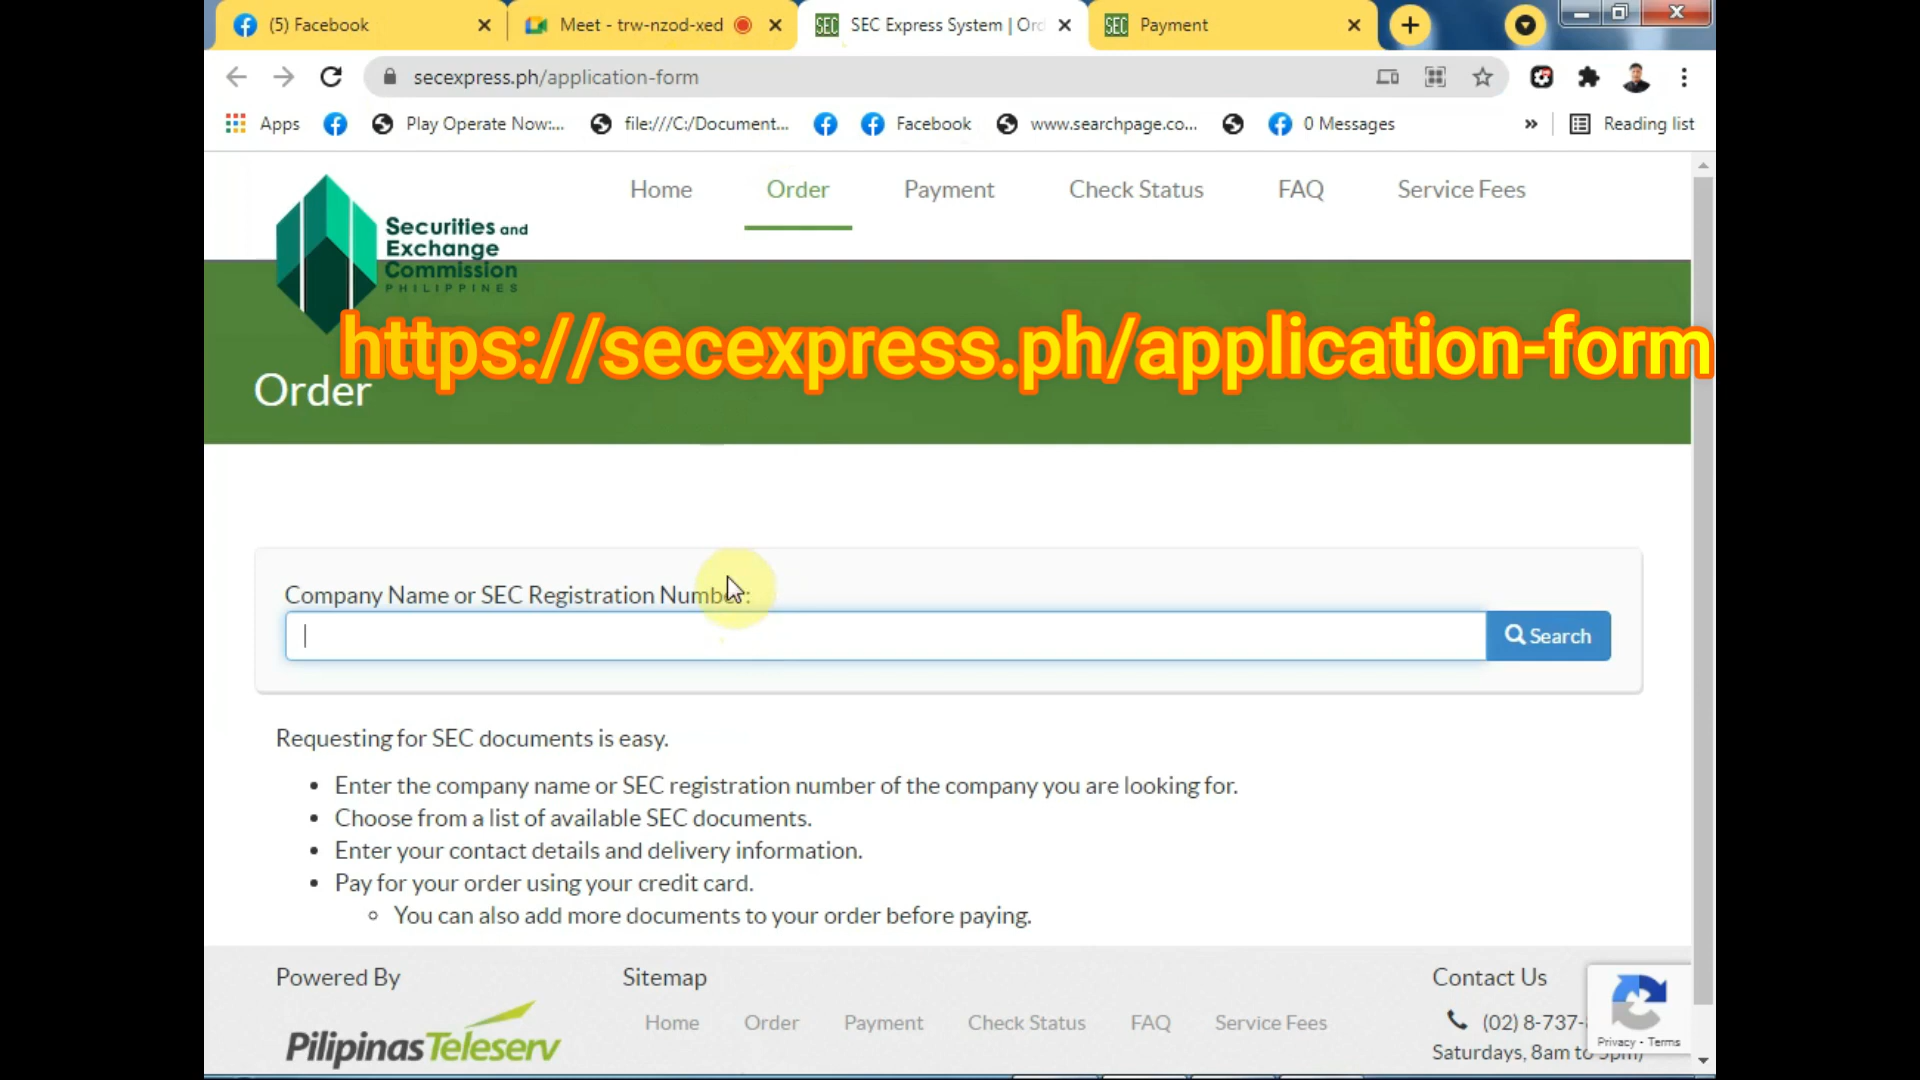 (5) Facebook
Meet - trw-nzod-xed
SEC
SEC Express System | Ord
SEC
Payment
secexpress.ph/application-form
Apps
Play Operate Now:...
file:///C:/Document...
Facebook
www.searchpage.co...
0 Messages
»
Reading list
Securities and
Exchange
Commission
PHILIPPINES
Home
Order
Payment
Check Status
FAQ
Service Fees
https://secexpress.ph/application-form
Order
Company Name or SEC Registration Number:
Search
Requesting for SEC documents is easy.
• Enter the company name or SEC registration number of the company you are looking for.
• Choose from a list of available SEC documents.
• Enter your contact details and delivery information.
• Pay for your order using your credit card.
○ You can also add more documents to your order before paying.
Powered By
PilipinasTeleserv
Sitemap
Home
Order
Payment
Check Status
FAQ
Service Fees
Contact Us
(02) 8-737-
Saturdays, 8am to 5pm)
Privacy - Terms